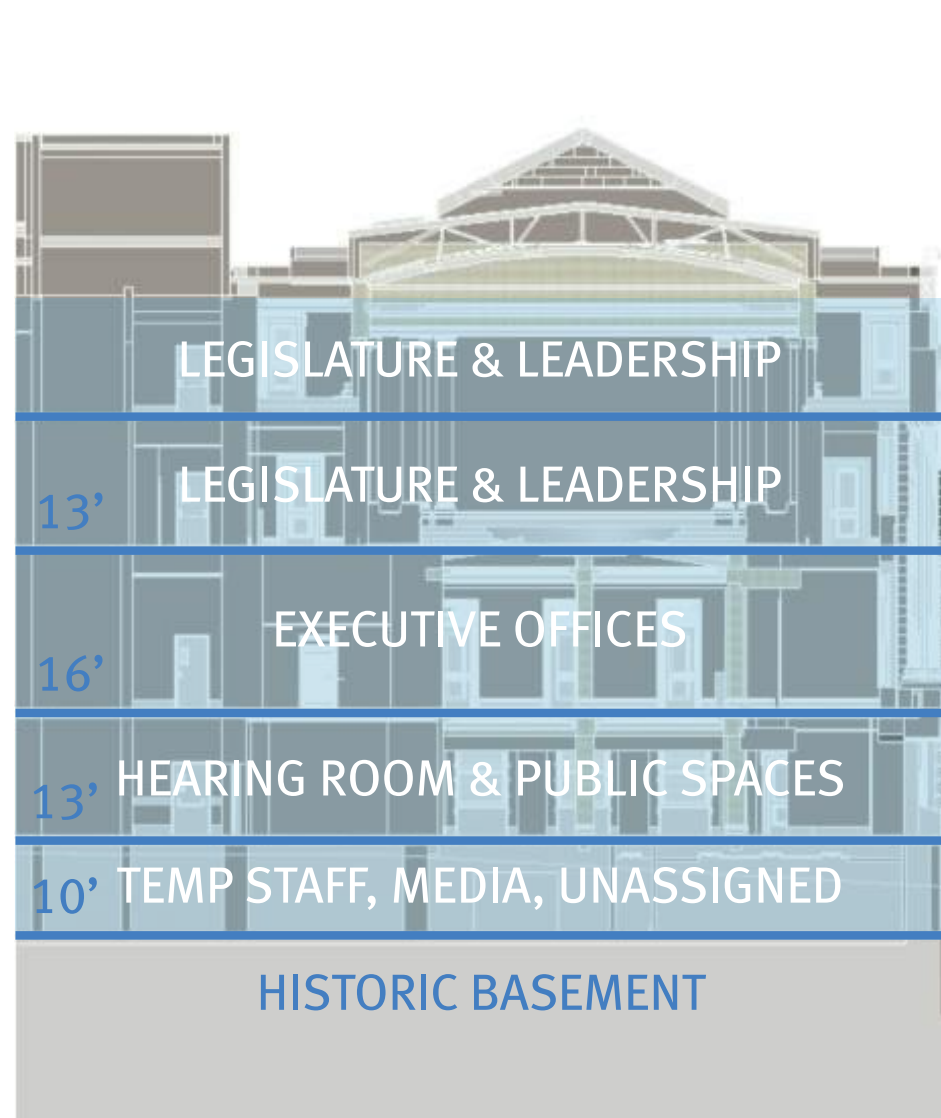 LEGISLATURE & LEADERSHIP
13’ LEGISLATURE & LEADERSHIP
16’ EXECUTIVE OFFICES
13’ HEARING ROOM & PUBLIC SPACES
10’ TEMP STAFF, MEDIA, UNASSIGNED
HISTORIC BASEMENT